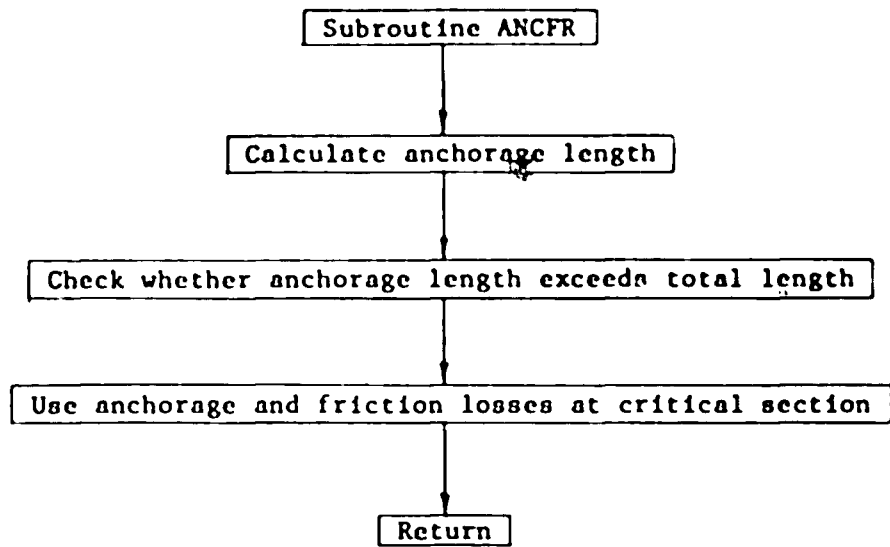 Subroutine ANCFR
Calculate anchorage length
Check whether anchorage length exceeds total length
Use anchorage and friction losses at critical section
Return